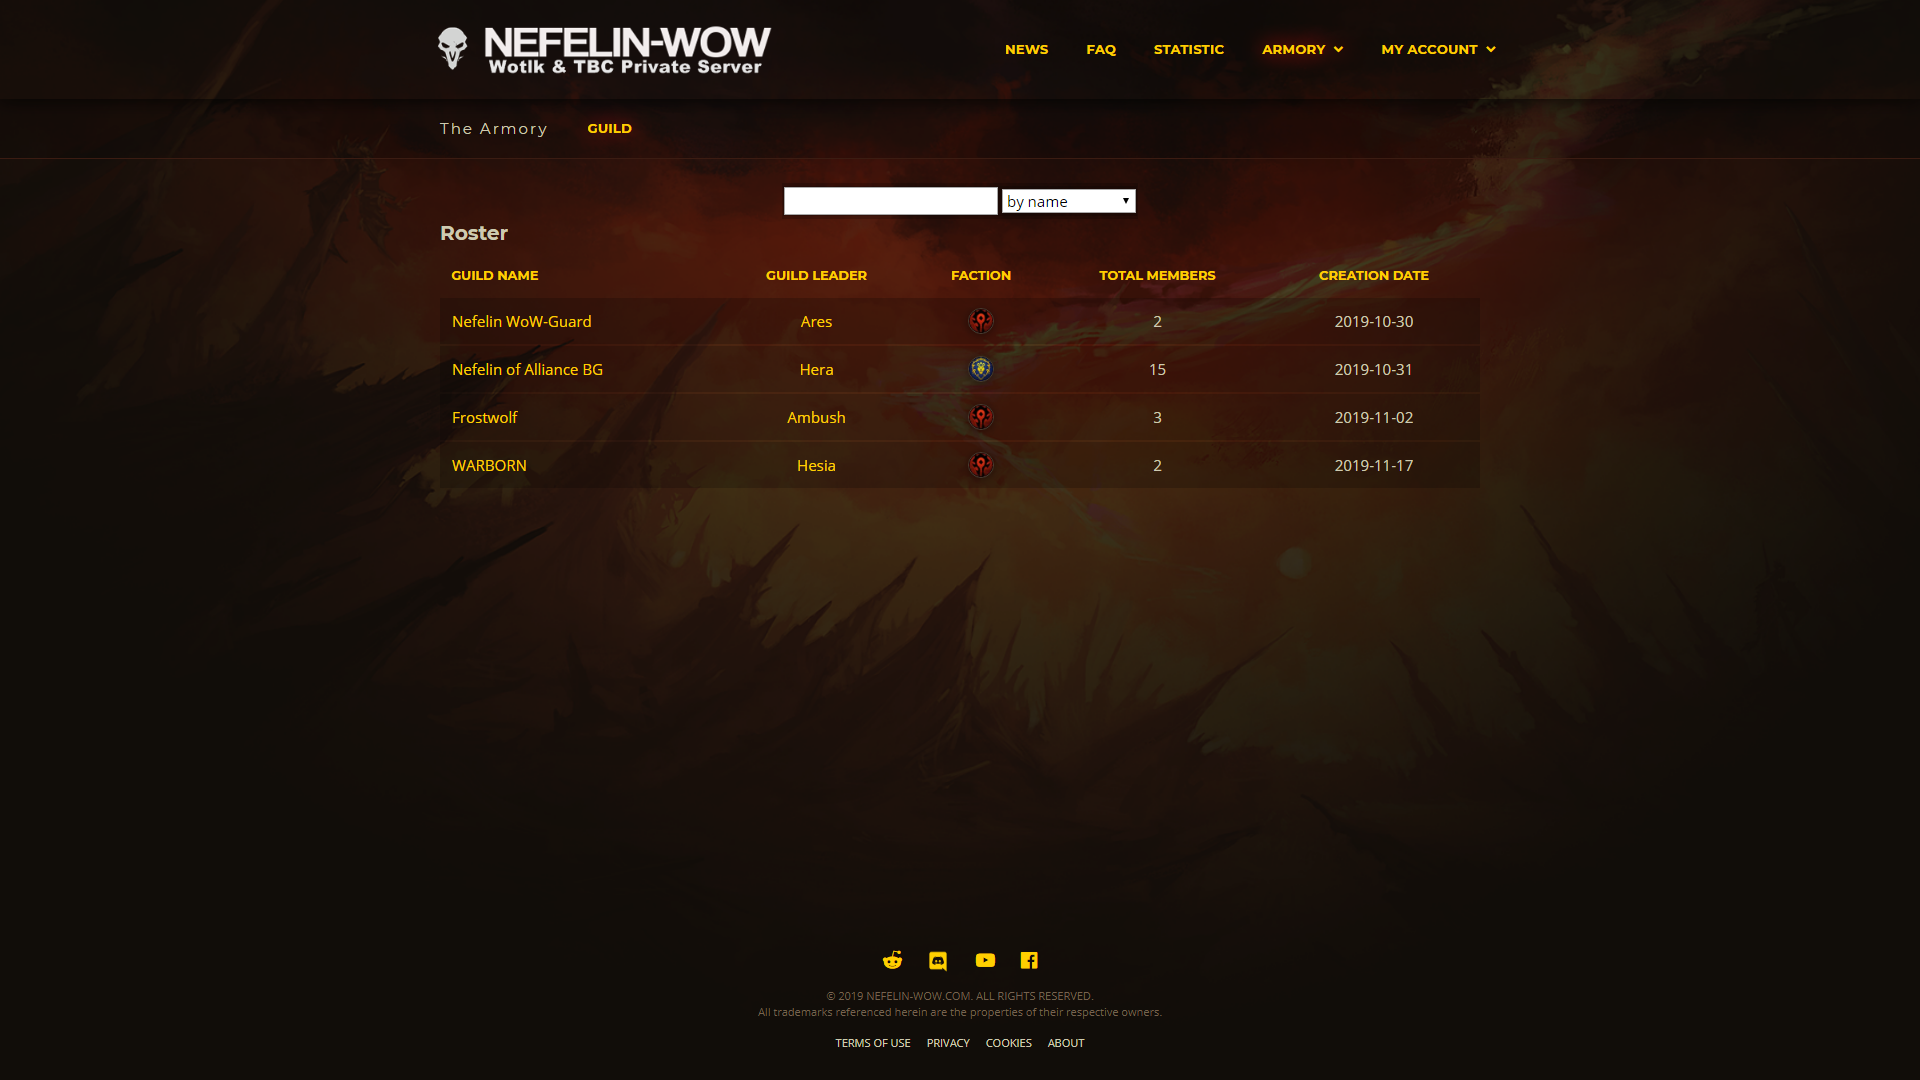 NEFELIN-WOW
Wotlk & TBC Private Server
NEWS FAQ STATISTIC ARMORY MY ACCOUNT
The Armory GUILD
by name
Roster
GUILD NAME GUILD LEADER FACTION TOTAL MEMBERS CREATION DATE
Nefelin WoW-Guard Ares 2 2019-10-30
Nefelin of Alliance BG Hera 15 2019-10-31
Frostwolf Ambush 3 2019-11-02
WARBORN Hesia 2 2019-11-17
© 2019 NEFELIN-WOW.COM. ALL RIGHTS RESERVED.
All trademarks referenced herein are the properties of their respective owners.
TERMS OF USE PRIVACY COOKIES ABOUT